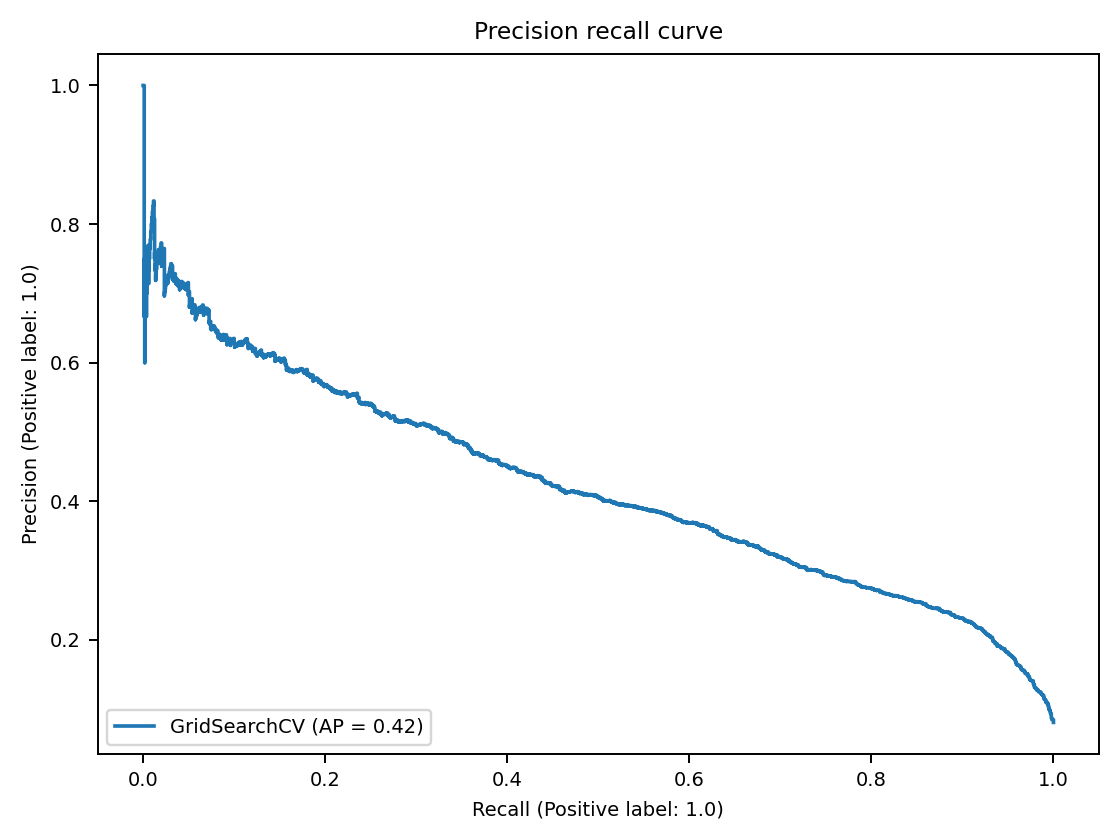 Precision recall curve
1.0
0.8
0.6
0.4
0.2
Precision (Positive label: 1.0)
GridSearchCV (AP = 0.42)
0.0
0.2
0.4
0.6
0.8
1.0
Recall (Positive label: 1.0)